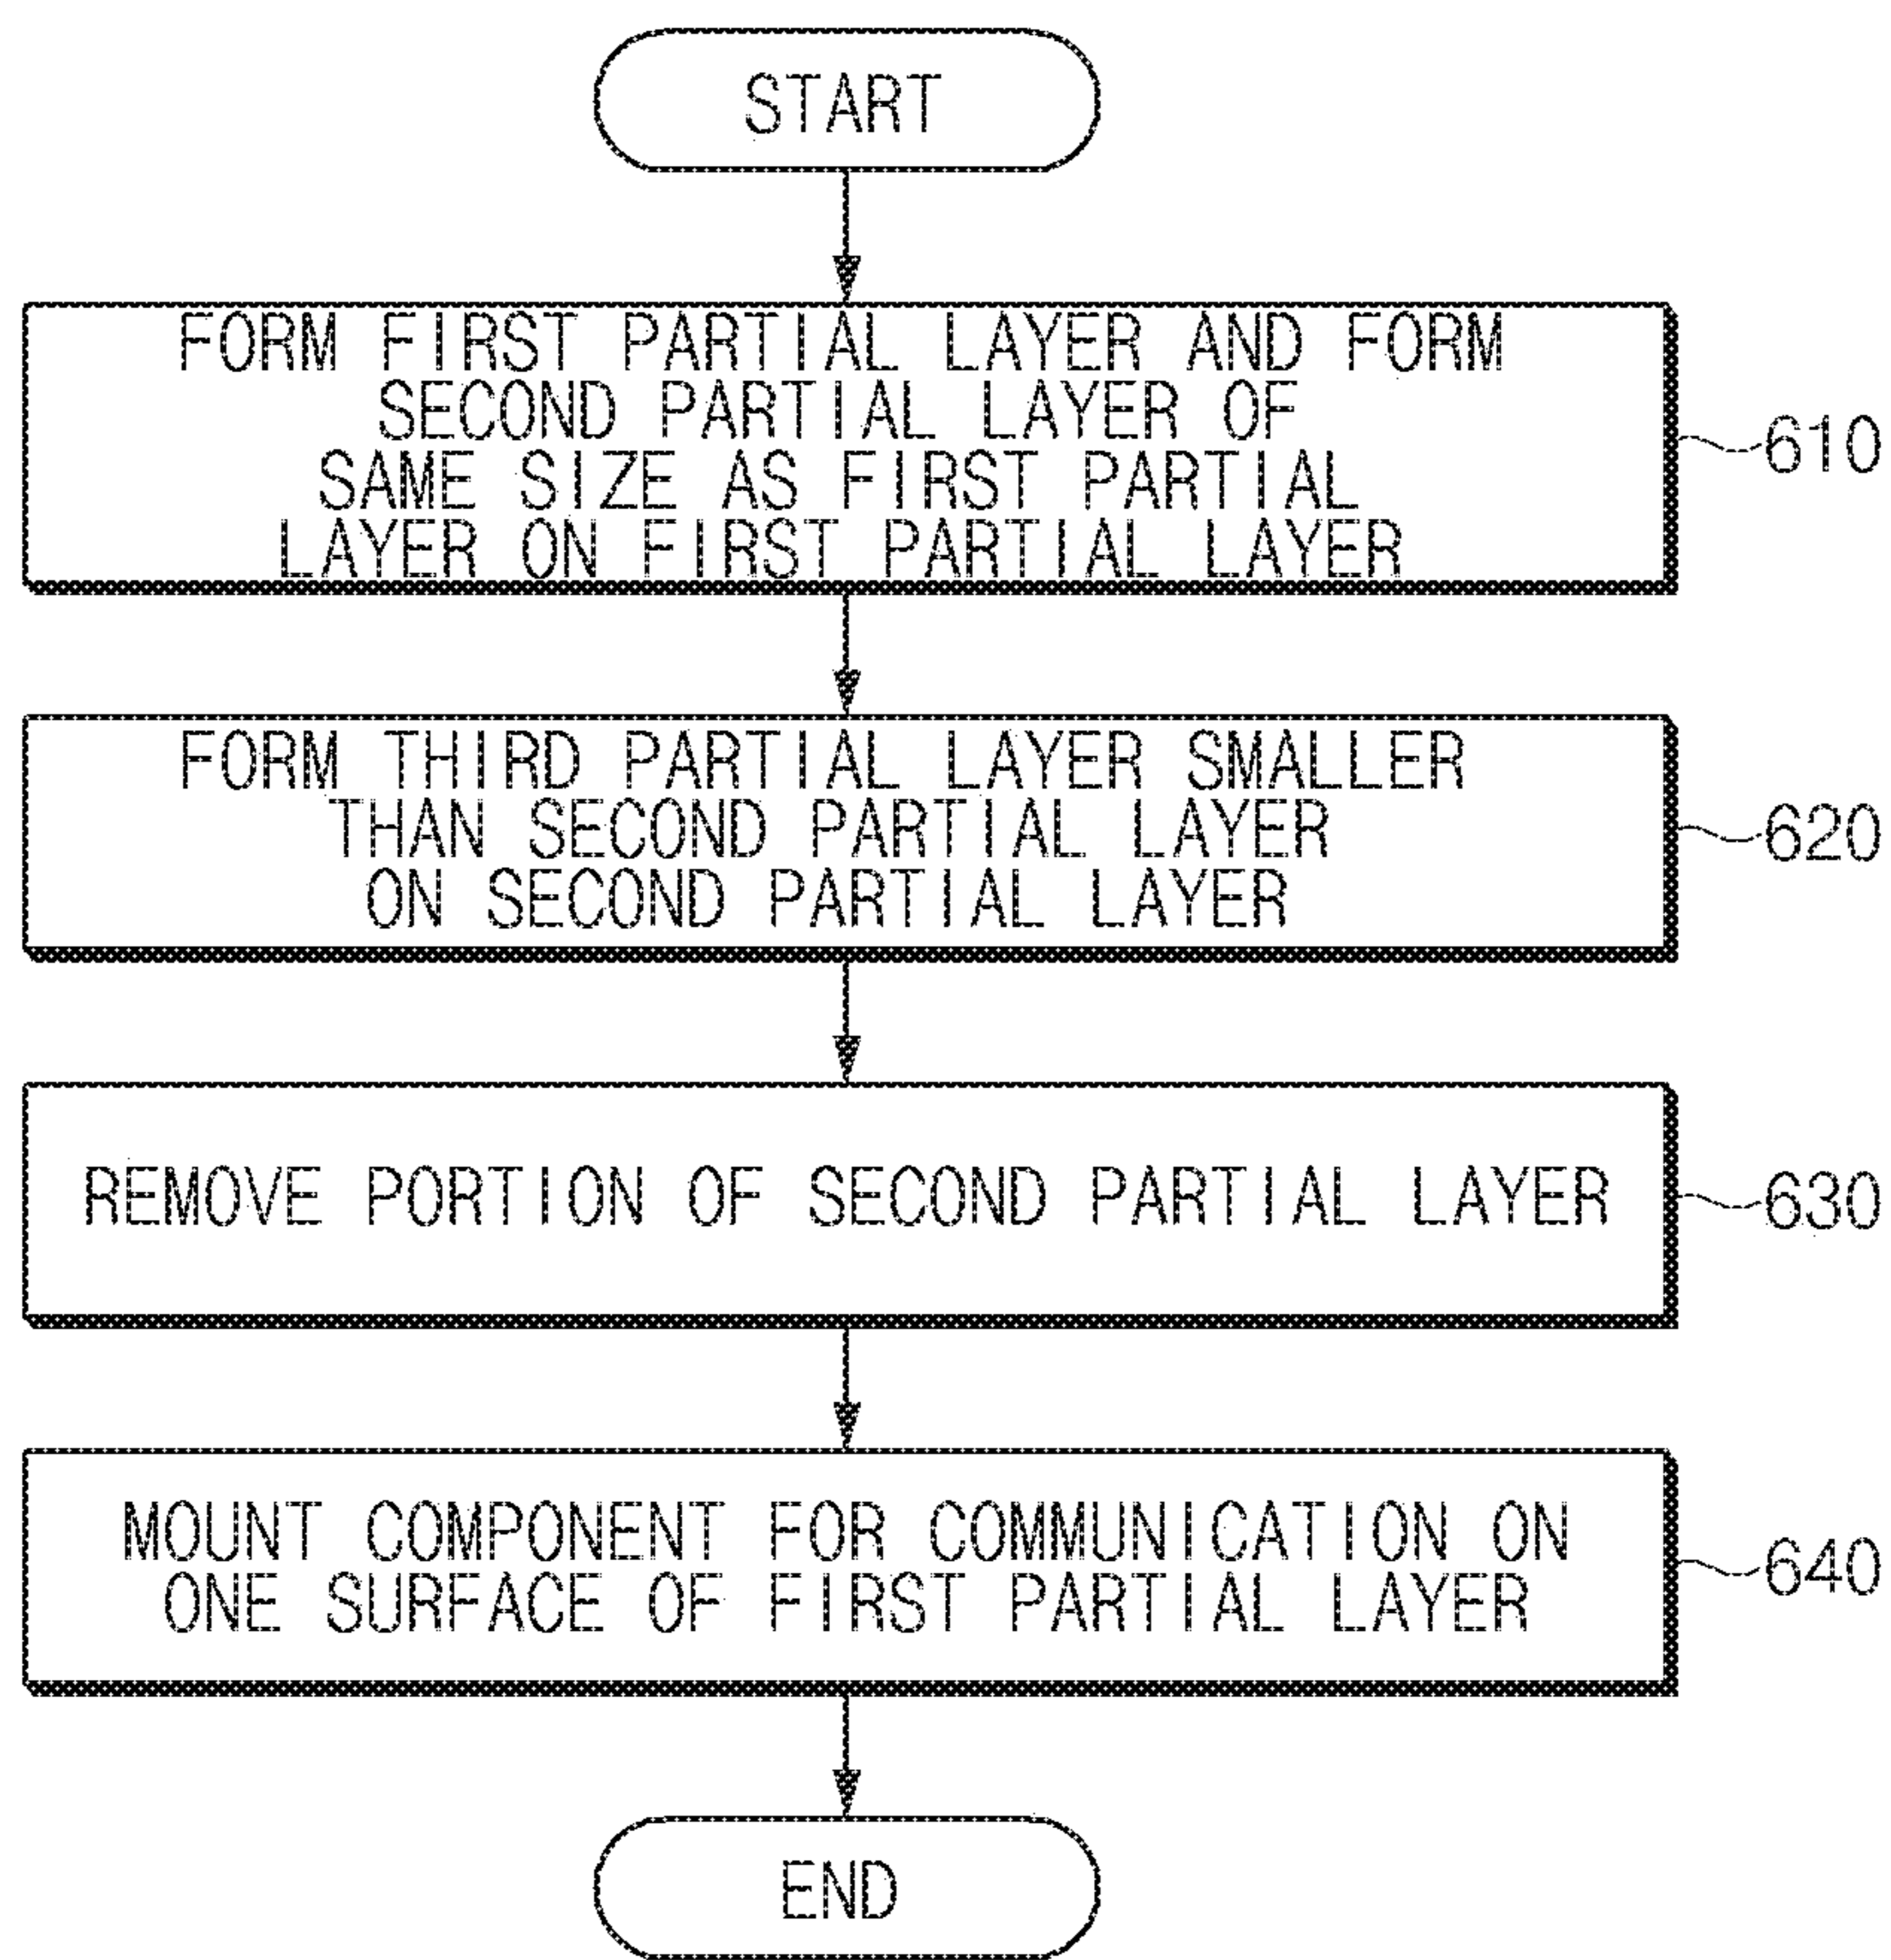 START
FORM FIRST PARTIAL LAYER AND FORM
SECOND PARTIAL LAYER OF
SAME SIZE AS FIRST PARTIAL
LAYER ON FIRST PARTIAL LAYER
610
FORM THIRD PARTIAL LAYER SMALLER
THAN SECOND PARTIAL LAYER
ON SECOND PARTIAL LAYER
620
REMOVE PORTION OF SECOND PARTIAL LAYER
630
MOUNT COMPONENT FOR COMMUNICATION ON
ONE SURFACE OF FIRST PARTIAL LAYER
640
END